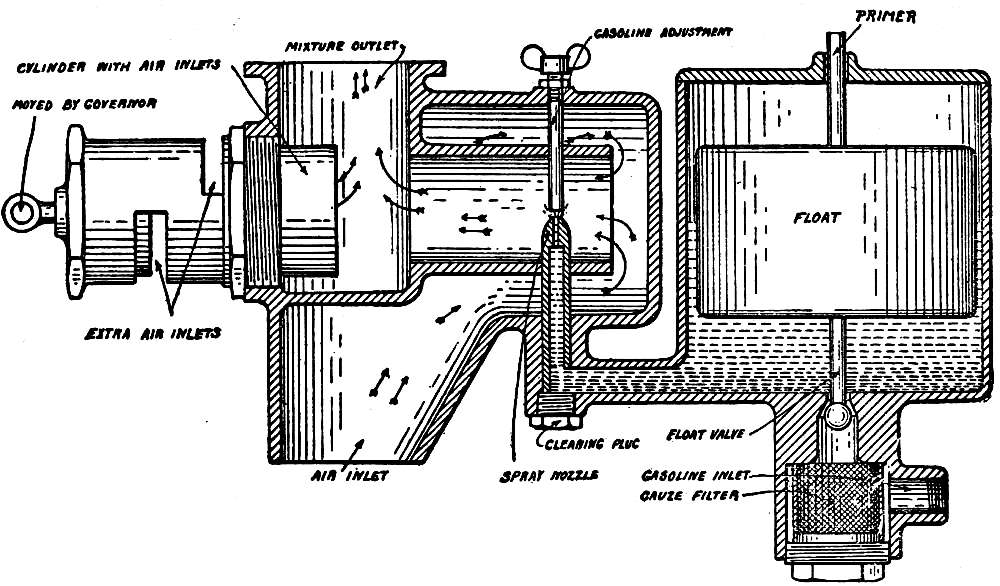 PRIMER
GASOLINE ADJUSTMENT
MIXTURE OUTLET
CYLINDER WITH AIR INLETS
MOVED BY GOVERNOR
FLOAT
EXTRA AIR INLETS
AIR INLET
SPRAY NOZZLE
CLEARING PLUG
FLOAT VALVE
GASOLINE INLET
GAUZE FILTER